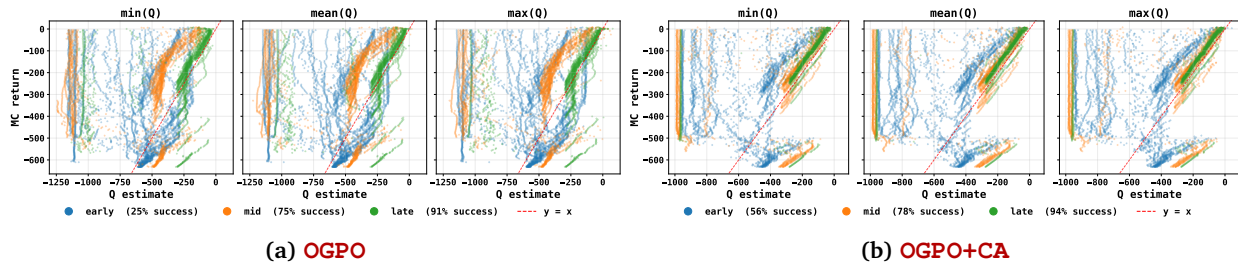 min(Q) mean(Q) max(Q) min(Q) mean(Q) max(Q)
MC return
0
−100
−200
−300
−400
−500
−600
0
−100
−200
−300
−400
−500
−600
−1250 −1000 −750 −500 −250 0 −1250 −1000 −750 −500 −250 0 −1250 −1000 −750 −500 −250 0
−1000 −800 −600 −400 −200 0 −1000 −800 −600 −400 −200 0 −1000 −800 −600 −400 −200 0
Q estimate Q estimate Q estimate Q estimate Q estimate Q estimate
MC return
early (25% success) mid (75% success) late (91% success) y = x
early (56% success) mid (78% success) late (94% success) y = x
(a) OGPO
(b) OGPO+CA